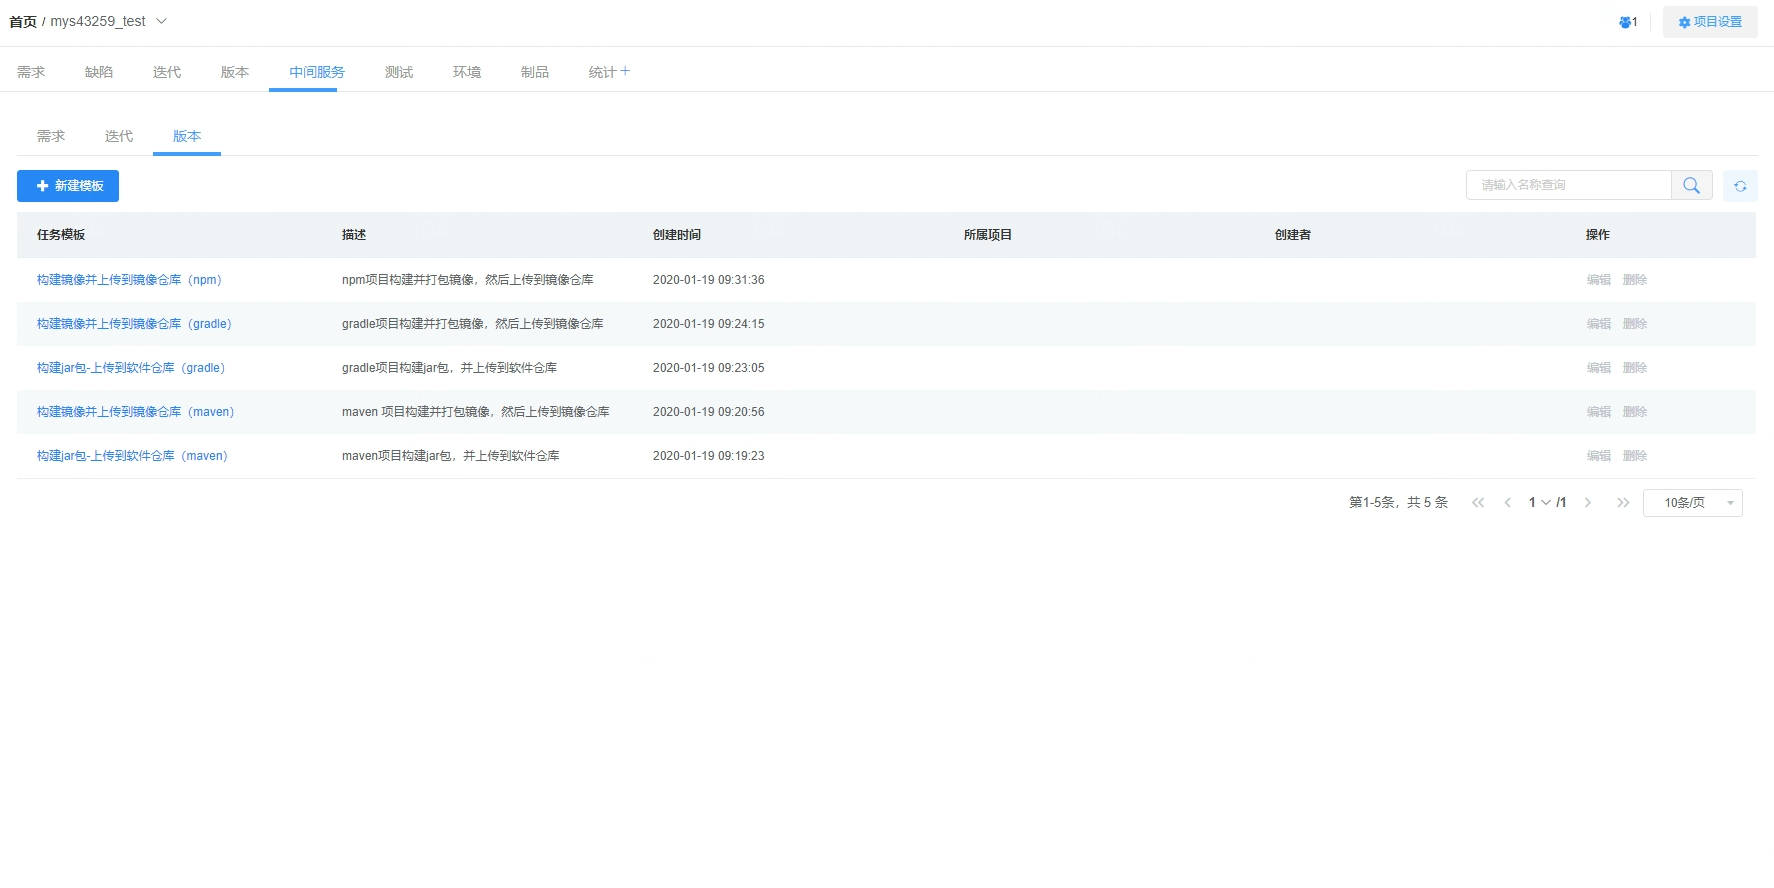 首页 / mys43259_test
1
项目设置
需求 缺陷 迭代 版本 中间服务 测试 环境 制品 统计
需求 迭代 版本
新建模板
请输入名称查询
任务模板 描述 创建时间 所属项目 创建者 操作
构建镜像并上传到镜像仓库（npm） npm项目构建并打包镜像，然后上传到镜像仓库 2020-01-19 09:31:36 编辑 删除
构建镜像并上传到镜像仓库（gradle） gradle项目构建并打包镜像，然后上传到镜像仓库 2020-01-19 09:24:15 编辑 删除
构建jar包-上传到软件仓库（gradle） gradle项目构建jar包，并上传到软件仓库 2020-01-19 09:23:05 编辑 删除
构建镜像并上传到镜像仓库（maven） maven 项目构建并打包镜像，然后上传到镜像仓库 2020-01-19 09:20:56 编辑 删除
构建jar包-上传到软件仓库（maven） maven项目构建jar包，并上传到软件仓库 2020-01-19 09:19:23 编辑 删除
第1-5条，共 5 条 1 /1 10条/页